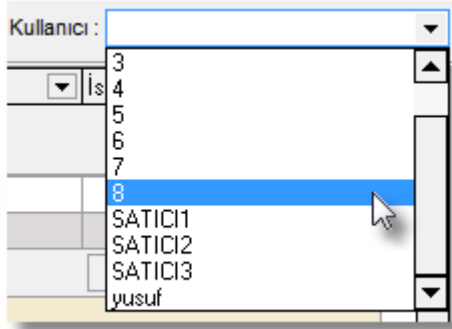 Kullanıcı :
3
İs
4
5
6
7
8
SATICI1
SATICI2
SATICI3
yusuf